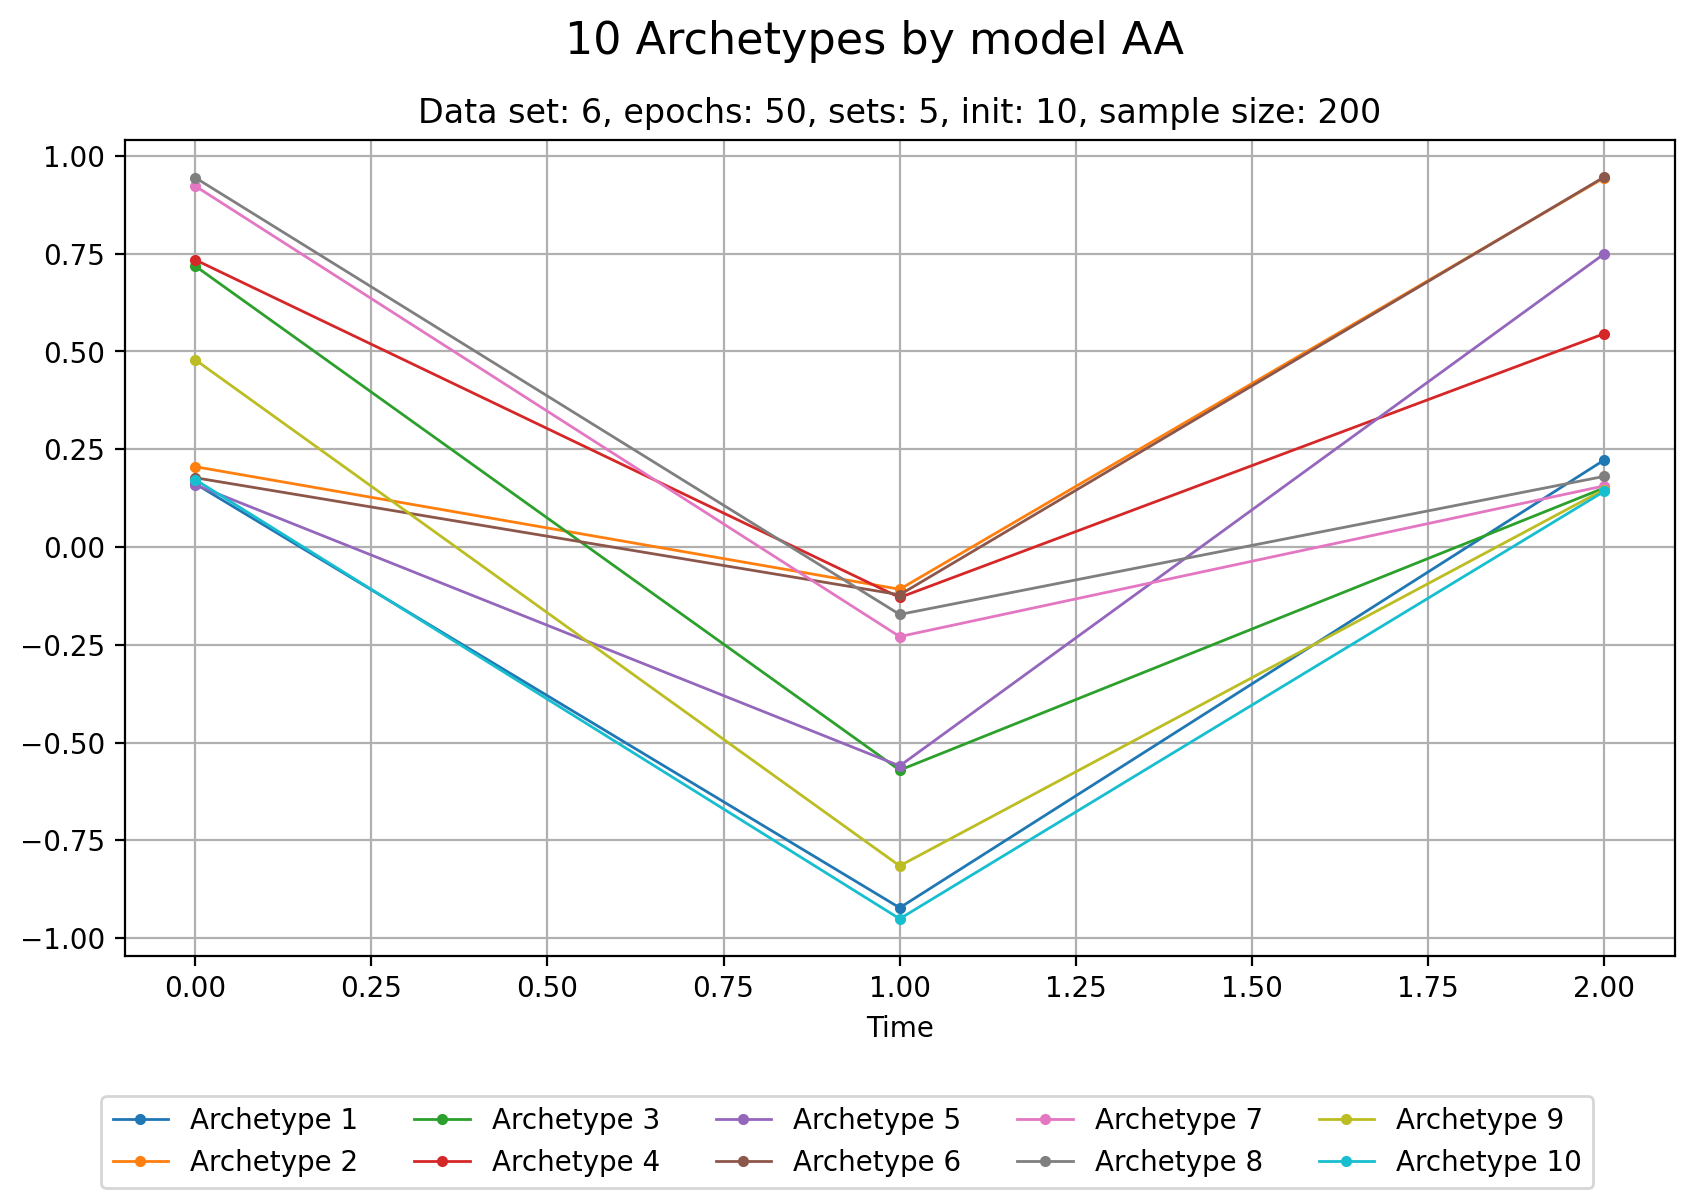 10 Archetypes by model AA
Data set: 6, epochs: 50, sets: 5, init: 10, sample size: 200
1.00
0.75
0.50
0.25
0.00
−0.25
−0.50
−0.75
−1.00
0.00 0.25 0.50 0.75 1.00 1.25 1.50 1.75 2.00
Time
Archetype 1 Archetype 3 Archetype 5 Archetype 7 Archetype 9
Archetype 2 Archetype 4 Archetype 6 Archetype 8 Archetype 10